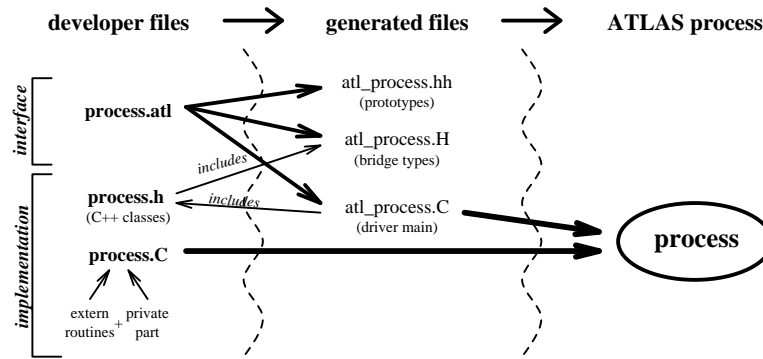 developer files
generated files
ATLAS process
interface
process.atl
atl_process.hh
(prototypes)
atl_process.H
(bridge types)
includes
includes
implementation
process.h
(C++ classes)
atl_process.C
(driver main)
process
process.C
extern
routines
+
private
part